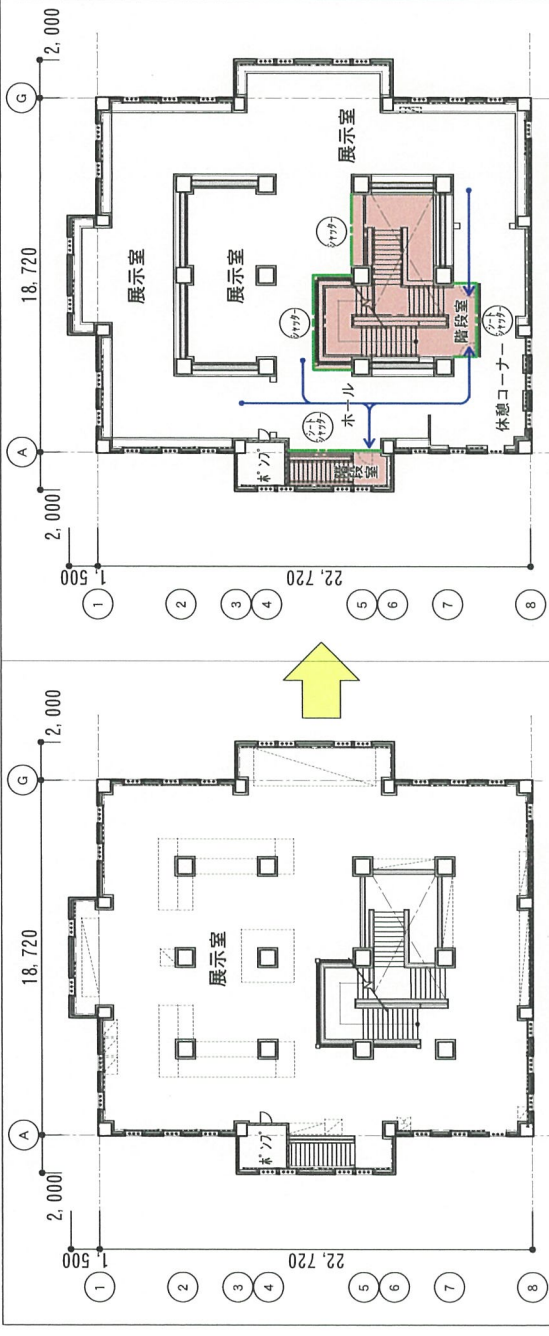 2,000
A
18,720
G
2,000
1,500
22,720
1
2
3
4
5
6
7
8
展示室
ﾎﾟﾝﾌﾟ
2,000
A
18,720
G
2,000
1,500
22,720
1
2
3
4
5
6
7
8
展示室
展示室
展示室
ﾎﾟﾝﾌﾟ
ホール
ｼｬｯﾀｰ
ｼｬｯﾀｰ
ｼｰﾄ
ｼｬｯﾀｰ
階段室
階段室
ｼｰﾄ
ｼｬｯﾀｰ
休憩コーナー